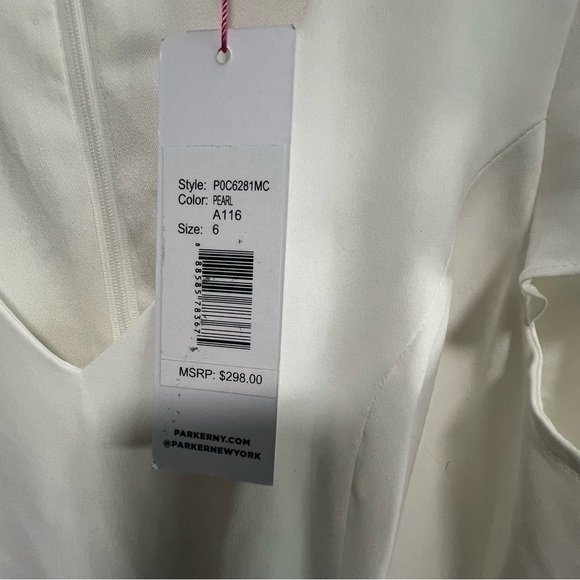 Style: P0C6281MC
Color: PEARL
A116
Size: 6
MSRP: $298.00
PARKERNY.COM
@PARKERNEWYORK